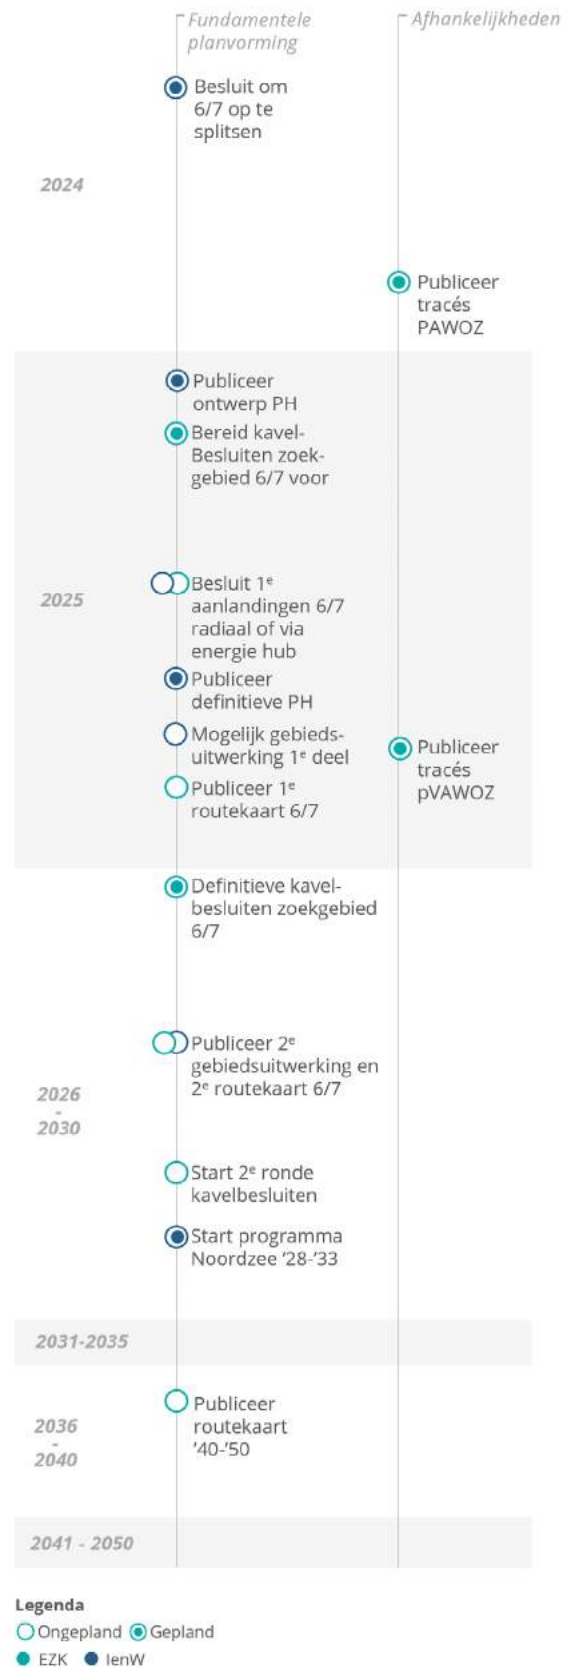 Fundamentele
planvorming
Afhankelijkheden
Besluit om
6/7 op te
splitsen
2024
Publiceer
tracés
PAWOZ
Publiceer
ontwerp PH
Bereid kavel-
Besluiten zoek-
gebied 6/7 voor
2025
Besluit 1e
aanlandingen 6/7
radiaal of via
energie hub
Publiceer
definitieve PH
Mogelijk gebieds-
uitwerking 1e deel
Publiceer
tracés
pVAWOZ
Publiceer 1e
routekaart 6/7
Definitieve kavel-
besluiten zoekgebied
6/7
Publiceer 2e
gebiedsuitwerking en
2e routekaart 6/7
2026
-
2030
Start 2e ronde
kavelbesluiten
Start programma
Noordzee '28-'33
2031-2035
Publiceer
routekaart
'40-'50
2036
-
2040
2041 - 2050
Legenda
Ongepland Gepland
EZK IenW